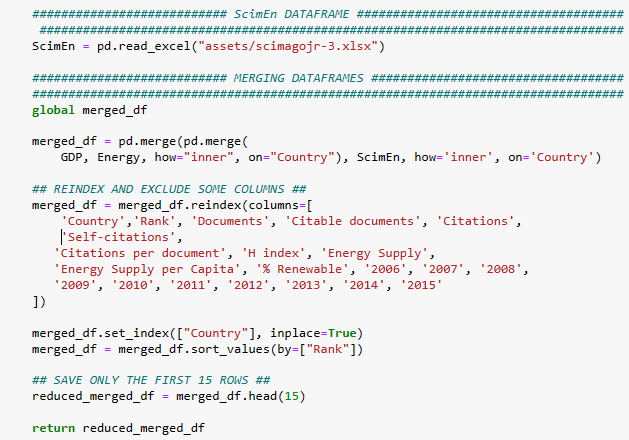 ########################### ScimEn DATAFRAME #####################################
#################################################################################
ScimEn = pd.read_excel("assets/scimagojr-3.xlsx")
########################### MERGING DATAFRAMES ###################################
##################################################################################
global merged_df
merged_df = pd.merge(pd.merge(
GDP, Energy, how="inner", on="Country"), ScimEn, how='inner', on='Country')
## REINDEX AND EXCLUDE SOME COLUMNS ##
merged_df = merged_df.reindex(columns=[
'Country','Rank', 'Documents', 'Citable documents', 'Citations',
'Self-citations',
'Citations per document', 'H index', 'Energy Supply',
'Energy Supply per Capita', '% Renewable', '2006', '2007', '2008',
'2009', '2010', '2011', '2012', '2013', '2014', '2015'
])
merged_df.set_index(["Country"], inplace=True)
merged_df = merged_df.sort_values(by=["Rank"])
## SAVE ONLY THE FIRST 15 ROWS ##
reduced_merged_df = merged_df.head(15)
return reduced_merged_df